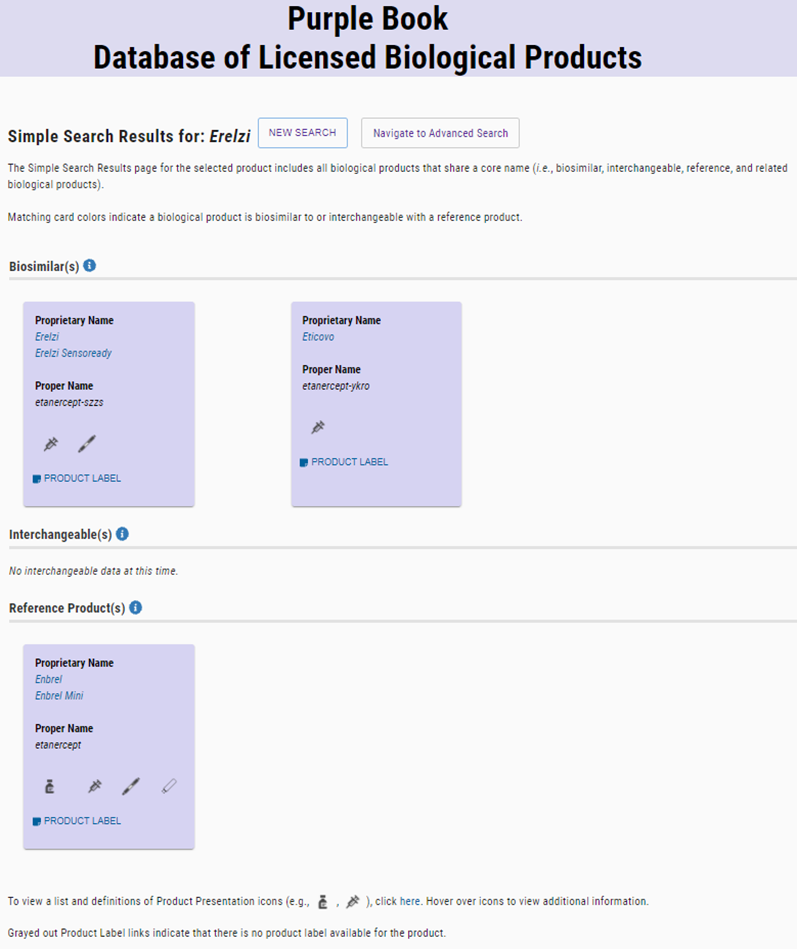 Purple Book
Database of Licensed Biological Products
Simple Search Results for: Erelzi NEW SEARCH Navigate to Advanced Search
The Simple Search Results page for the selected product includes all biological products that share a core name (i.e., biosimilar, interchangeable, reference, and related
biological products).
Matching card colors indicate a biological product is biosimilar to or interchangeable with a reference product.
Biosimilar(s)
Proprietary Name
Erelzi
Erelzi Sensoready
Proper Name
etanercept-szzs
PRODUCT LABEL
Proprietary Name
Eticovo
Proper Name
etanercept-ykro
PRODUCT LABEL
Interchangeable(s)
No interchangeable data at this time.
Reference Product(s)
Proprietary Name
Enbrel
Enbrel Mini
Proper Name
etanercept
PRODUCT LABEL
To view a list and definitions of Product Presentation icons (e.g., , ), click here. Hover over icons to view additional information.
Grayed out Product Label links indicate that there is no product label available for the product.